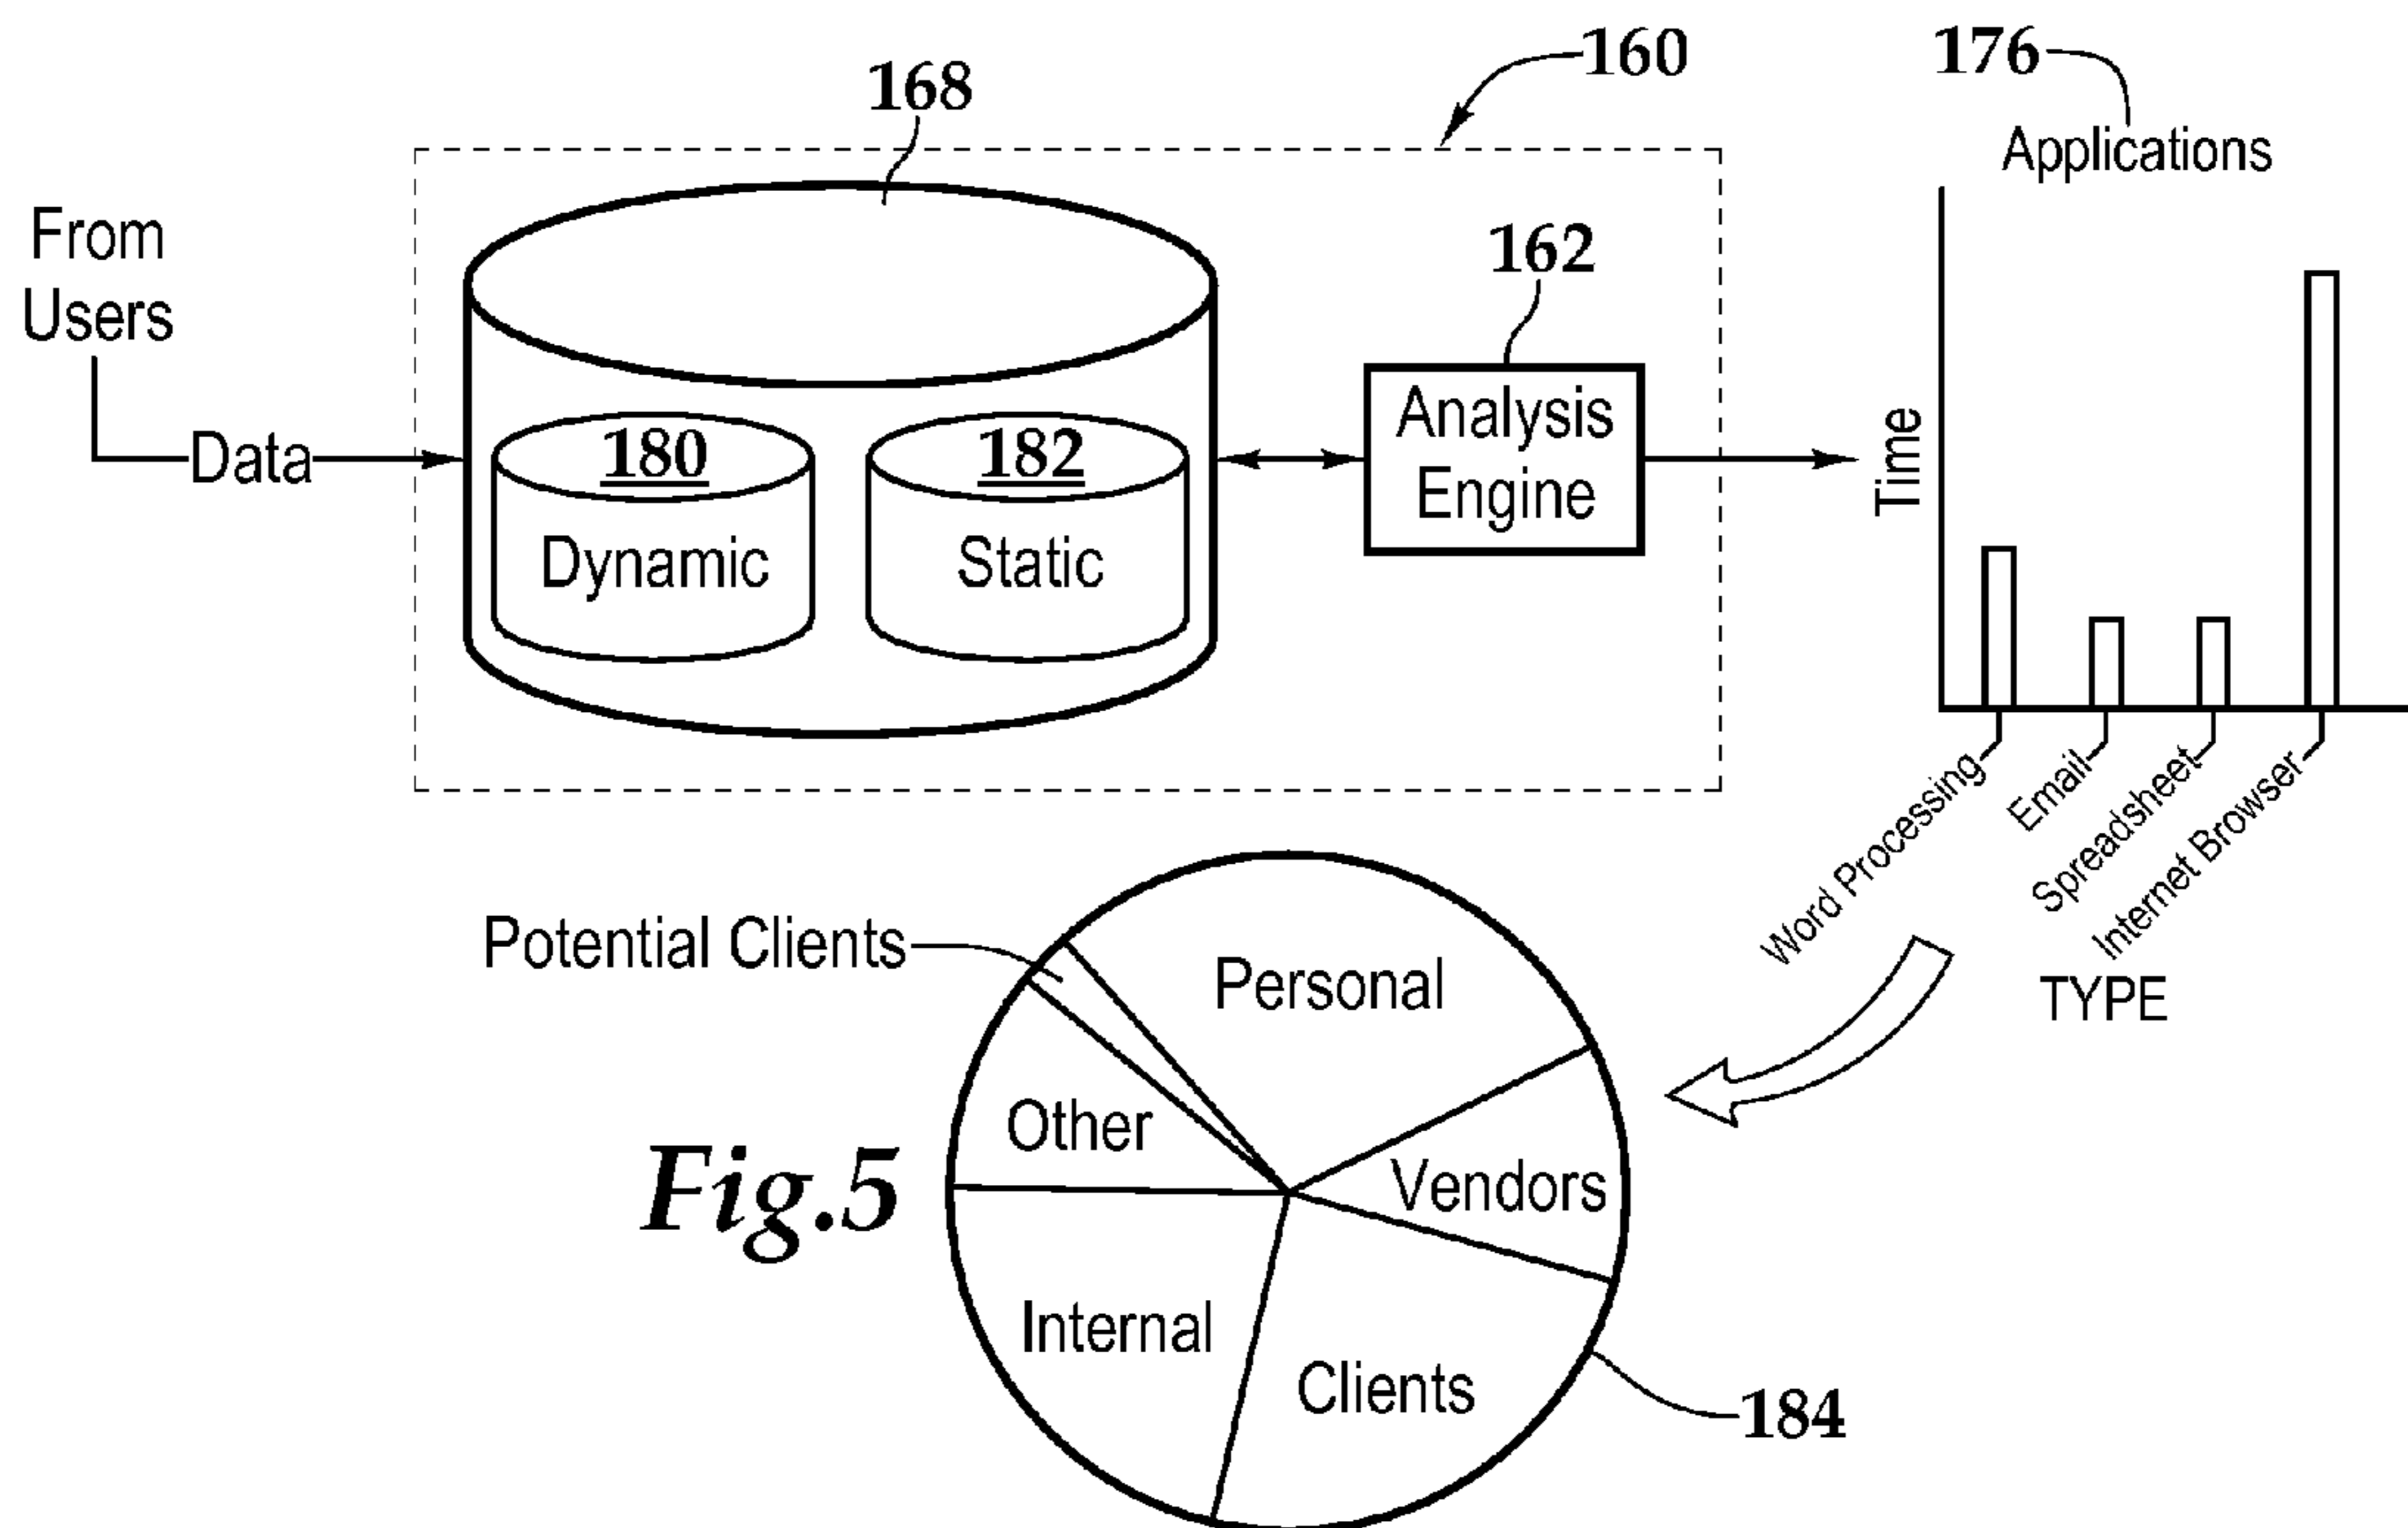 160
176
168
Applications
From
Users
162
Analysis
Engine
Time
Data
180
182
Dynamic
Static
Word Processing
Email
Spreadsheet
Internet Browser
TYPE
Potential Clients
Personal
Other
Vendors
Fig.5
Internal
Clients
184